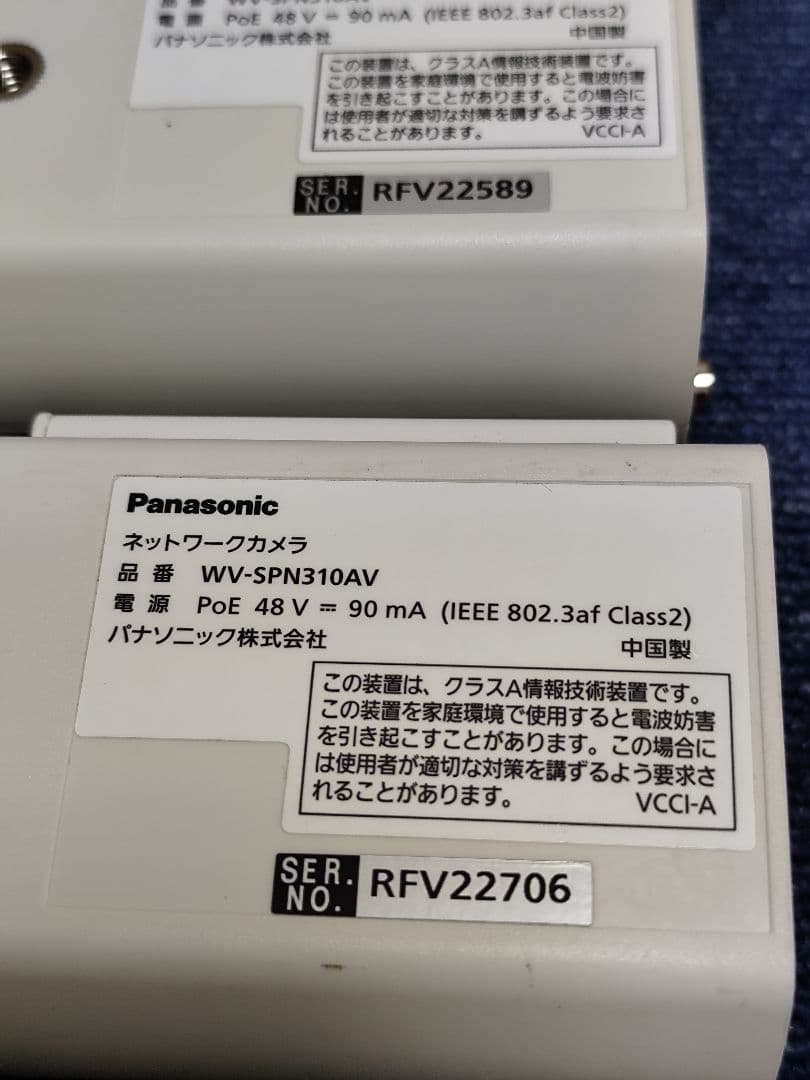 品 番 WV-SPN310AV
電 源 PoE 48 V ⎓ 90 mA (IEEE 802.3af Class2)
パナソニック株式会社 中国製
この装置は、クラスA情報技術装置です。
この装置を家庭環境で使用すると電波妨害
を引き起こすことがあります。この場合に
は使用者が適切な対策を講ずるよう要求さ
れることがあります。 VCCI-A
SER.
NO. RFV22589
Panasonic
ネットワークカメラ
品 番 WV-SPN310AV
電 源 PoE 48 V ⎓ 90 mA (IEEE 802.3af Class2)
パナソニック株式会社 中国製
この装置は、クラスA情報技術装置です。
この装置を家庭環境で使用すると電波妨害
を引き起こすことがあります。この場合に
は使用者が適切な対策を講ずるよう要求さ
れることがあります。 VCCI-A
SER.
NO. RFV22706